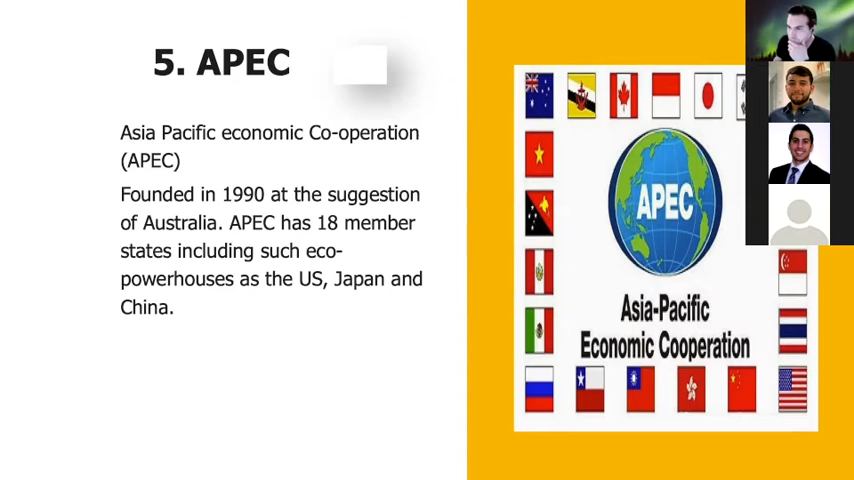 5. APEC
Asia Pacific economic Co-operation
(APEC)
Founded in 1990 at the suggestion
of Australia. APEC has 18 member
states including such eco-
powerhouses as the US, Japan and
China.
APEC
Asia-Pacific
Economic Cooperation